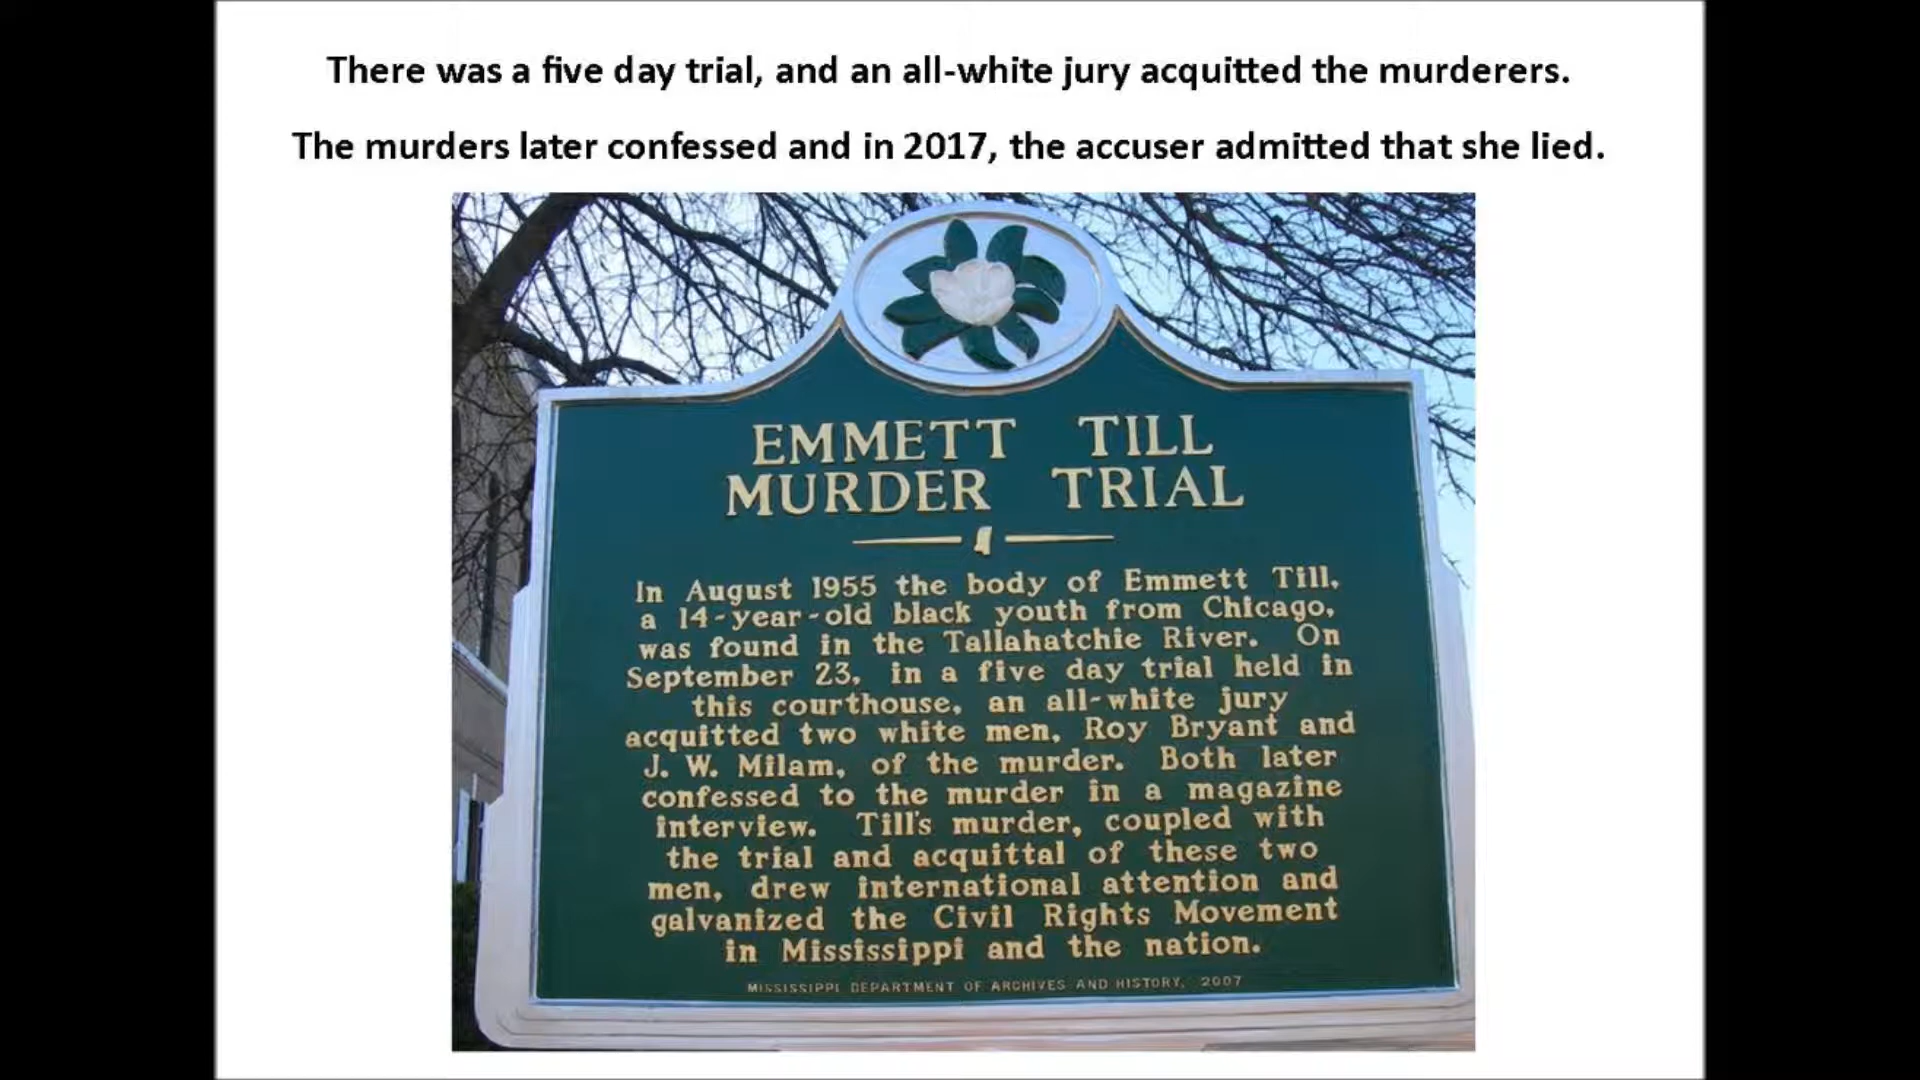 There was a five day trial, and an all-white jury acquitted the murderers.
The murders later confessed and in 2017, the accuser admitted that she lied.
EMMETT TILL
MURDER TRIAL
In August 1955 the body of Emmett Till,
a 14-year-old black youth from Chicago,
was found in the Tallahatchie River. On
September 23, in a five day trial held in
this courthouse, an all-white jury
acquitted two white men, Roy Bryant and
J. W. Milam, of the murder. Both later
confessed to the murder in a magazine
interview. Till's murder, coupled with
the trial and acquittal of these two
men, drew international attention and
galvanized the Civil Rights Movement
in Mississippi and the nation.
MISSISSIPPI DEPARTMENT OF ARCHIVES AND HISTORY, 2007